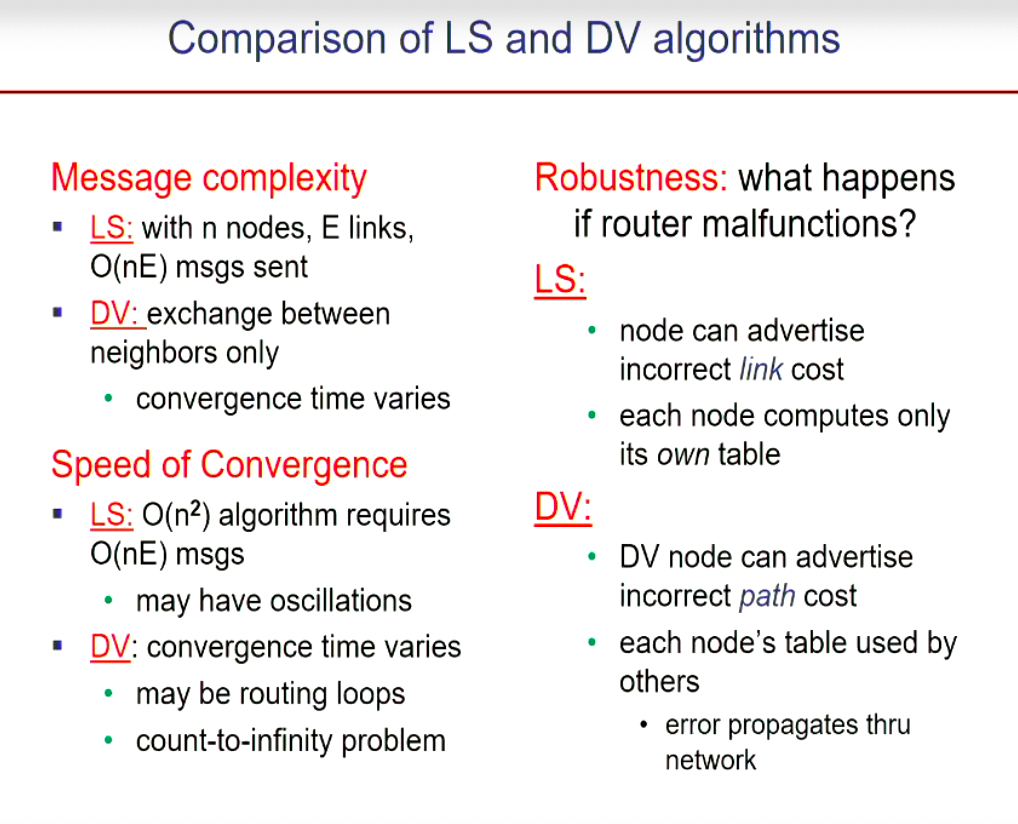 Comparison of LS and DV algorithms
Message complexity
▪ LS: with n nodes, E links,
O(nE) msgs sent
▪ DV: exchange between
neighbors only
• convergence time varies
Speed of Convergence
▪ LS: O(n²) algorithm requires
O(nE) msgs
• may have oscillations
▪ DV: convergence time varies
• may be routing loops
• count-to-infinity problem
Robustness: what happens
if router malfunctions?
LS:
• node can advertise
incorrect link cost
• each node computes only
its own table
DV:
• DV node can advertise
incorrect path cost
• each node’s table used by
others
• error propagates thru
network